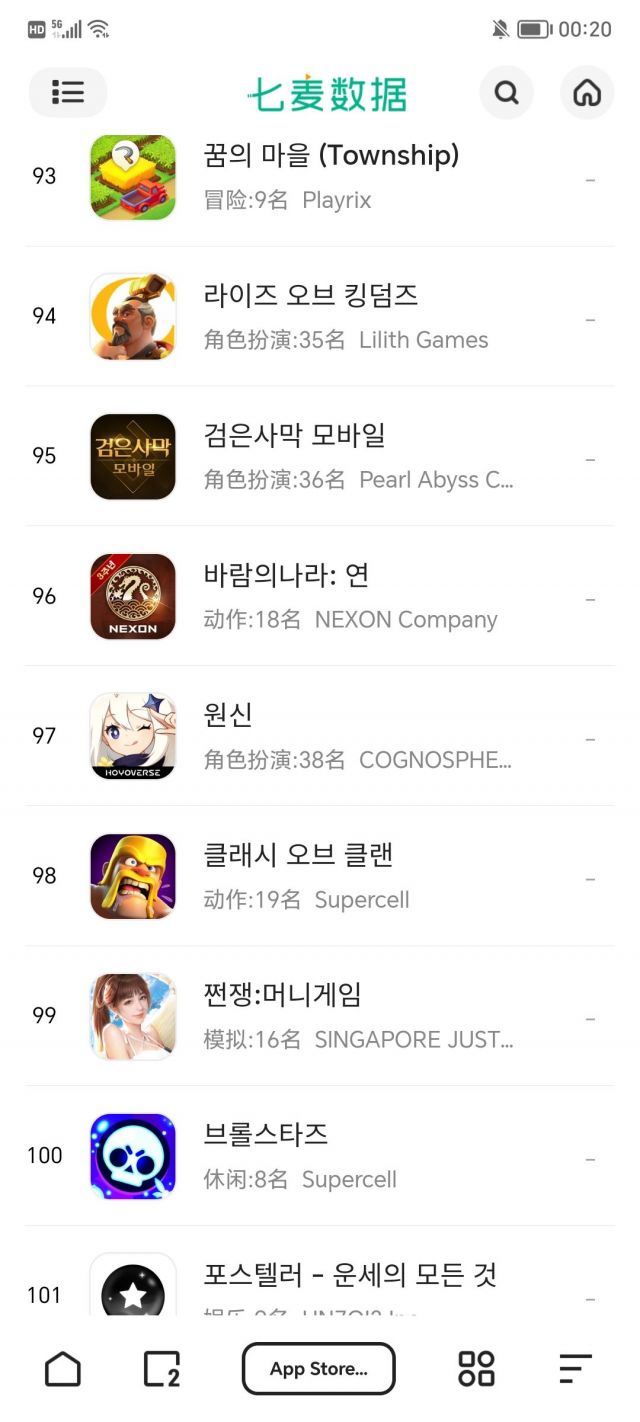 HD 5G 00:20
七麦数据
93
꿈의 마을 (Township)
冒险:9名 Playrix
–
94
라이즈 오브 킹덤즈
角色扮演:35名 Lilith Games
–
95
검은사막
모바일
검은사막 모바일
角色扮演:36名 Pearl Abyss C...
–
96
3주년
NEXON
바람의나라: 연
动作:18名 NEXON Company
–
97
HOYOVERSE
원신
角色扮演:38名 COGNOSPHE...
–
98
클래시 오브 클랜
动作:19名 Supercell
–
99
쩐쟁:머니게임
模拟:16名 SINGAPORE JUST...
–
100
브롤스타즈
休闲:8名 Supercell
–
101
포스텔러 - 운세의 모든 것
–
2
App Store...